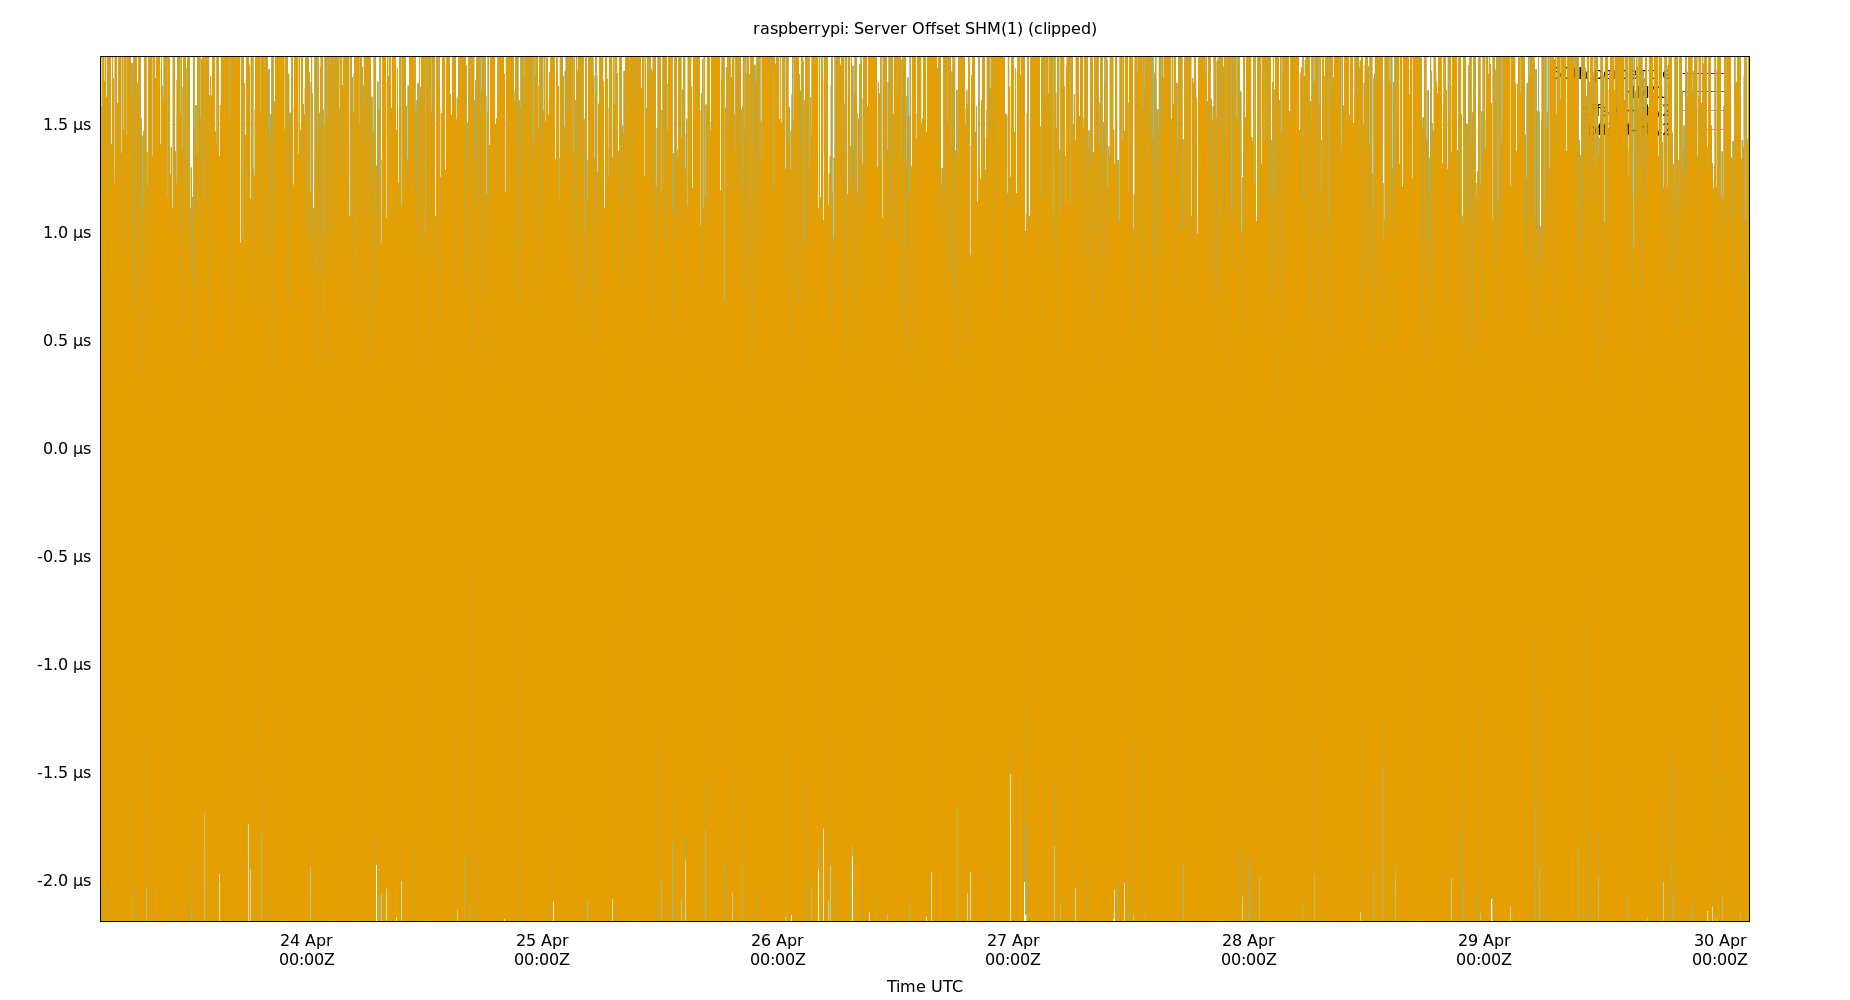 raspberrypi: Server Offset SHM(1) (clipped)
1.5 µs
1.0 µs
0.5 µs
0.0 µs
-0.5 µs
-1.0 µs
-1.5 µs
-2.0 µs
24 Apr 25 Apr 26 Apr 27 Apr 28 Apr 29 Apr 30 Apr
00:00Z 00:00Z 00:00Z 00:00Z 00:00Z 00:00Z 00:00Z
Time UTC